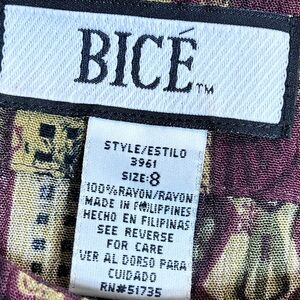 BICÉ™
STYLE/ESTILO
3961
SIZE:8
100%RAYON/RAYON
MADE IN PHILIPPINES
HECHO EN FILIPINAS
SEE REVERSE
FOR CARE
VER AL DORSO PARA
CUIDADO
RN#51735